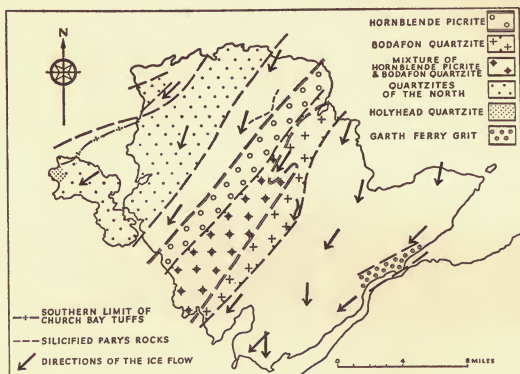 N
HORNBLENDE PICRITE
BODAFON QUARTZITE
MIXTURE OF
HORNBLENDE PICRITE
& BODAFON QUARTZITE
QUARTZITES
OF THE NORTH
HOLYHEAD QUARTZITE
GARTH FERRY GRIT
SOUTHERN LIMIT OF
CHURCH BAY TUFFS
SILICIFIED PARYS ROCKS
DIRECTIONS OF THE ICE FLOW
0 4 8 MILES